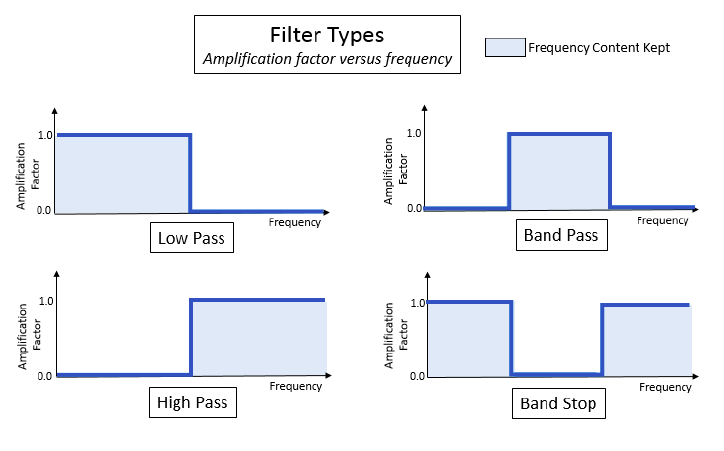 Filter Types
Amplification factor versus frequency
Frequency Content Kept
Amplification
Factor
1.0
0.0
Frequency
Low Pass
Amplification
Factor
1.0
0.0
Frequency
Band Pass
Amplification
Factor
1.0
0.0
Frequency
High Pass
Amplification
Factor
1.0
0.0
Frequency
Band Stop